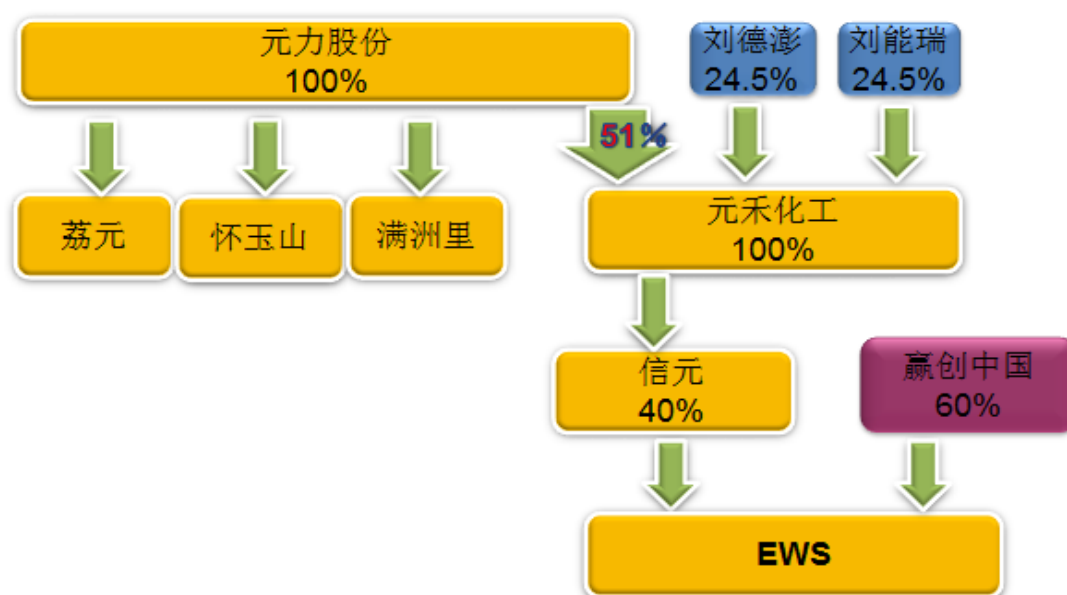 元力股份
100%
刘德澎
24.5%
刘能瑞
24.5%
51%
荔元
怀玉山
满洲里
元禾化工
100%
信元
40%
赢创中国
60%
EWS